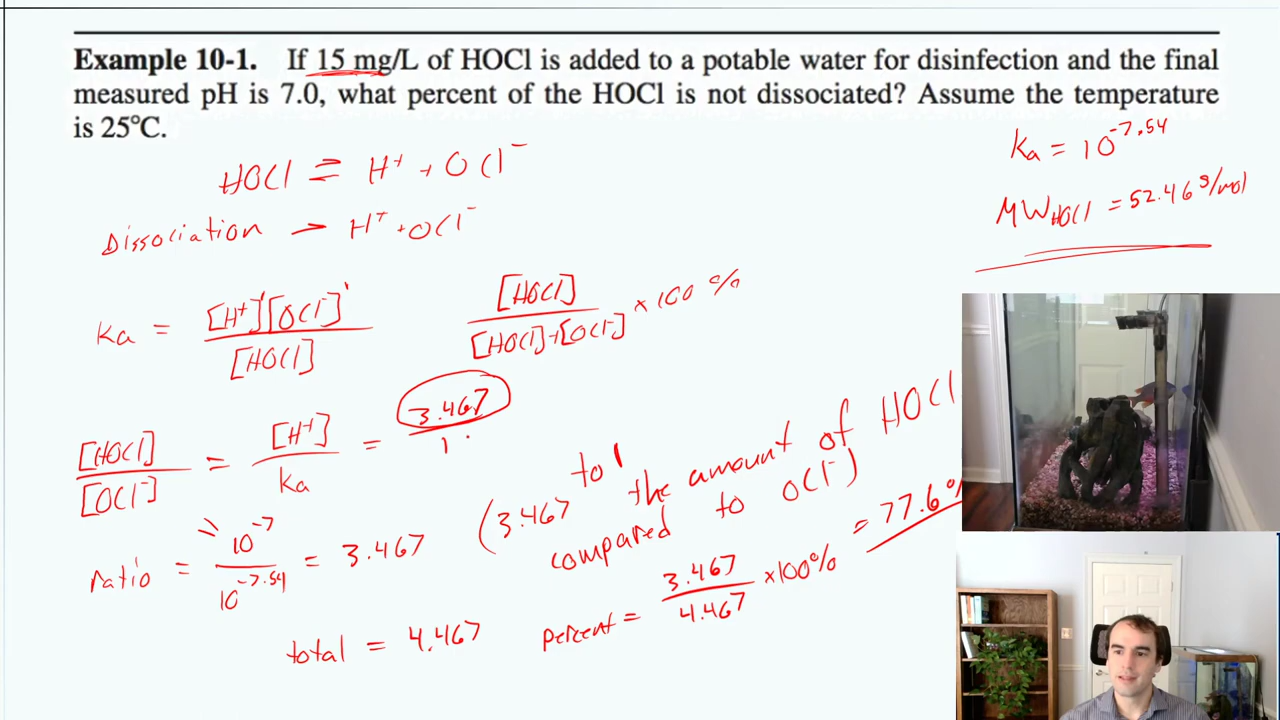 Example 10-1. If 15 mg/L of HOCl is added to a potable water for disinfection and the final
measured pH is 7.0, what percent of the HOCl is not dissociated? Assume the temperature
is 25°C.
Ka = 10^-7.54
MW_HOCl = 52.46 g/mol
HOCl ⇌ H⁺ + OCl⁻
Dissociation → H⁺ + OCl⁻
Ka = [H⁺]¹[OCl⁻]¹ / [HOCl]
[HOCl] / [HOCl]+[OCl⁻] × 100 %
[HOCl] / [OCl⁻] = [H⁺] / Ka = 3.467 / 1
ratio = 10^-7 / 10^-7.54 = 3.467
(3.467 to 1 the amount of HOCl
compared to OCl⁻)
total = 4.467
percent = 3.467 / 4.467 × 100% = 77.6%